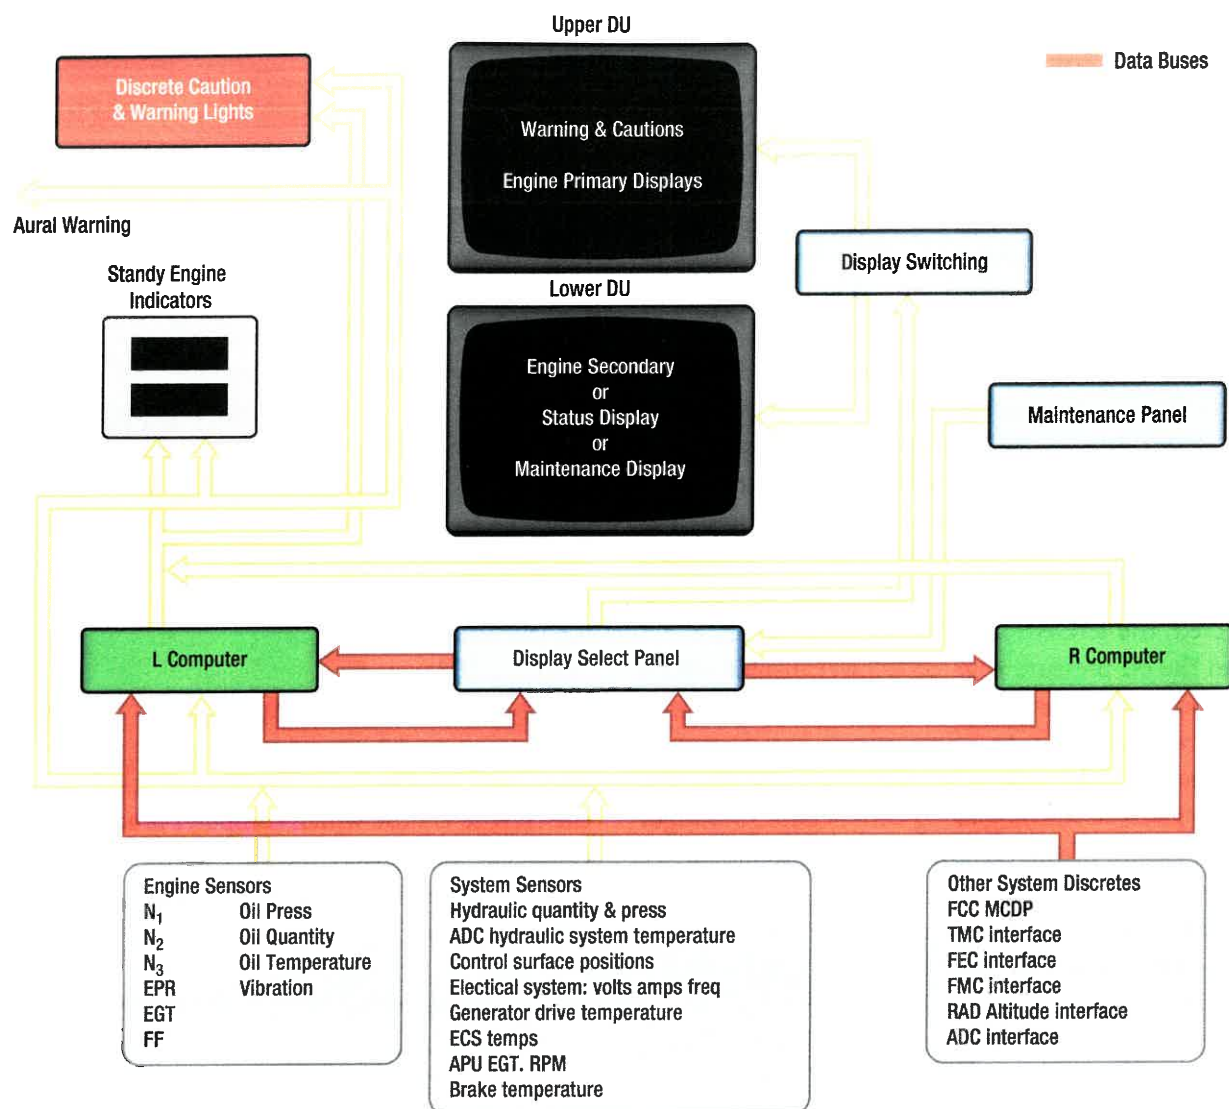 Upper DU
Data Buses
Discrete Caution
& Warning Lights
Warning & Cautions
Engine Primary Displays
Aural Warning
Display Switching
Standy Engine
Indicators
Lower DU
Engine Secondary
or
Status Display
or
Maintenance Display
Maintenance Panel
L Computer
Display Select Panel
R Computer
Engine Sensors
N1 Oil Press
N2 Oil Quantity
N3 Oil Temperature
EPR Vibration
EGT
FF
System Sensors
Hydraulic quantity & press
ADC hydraulic system temperature
Control surface positions
Electical system: volts amps freq
Generator drive temperature
ECS temps
APU EGT. RPM
Brake temperature
Other System Discretes
FCC MCDP
TMC interface
FEC interface
FMC interface
RAD Altitude interface
ADC interface